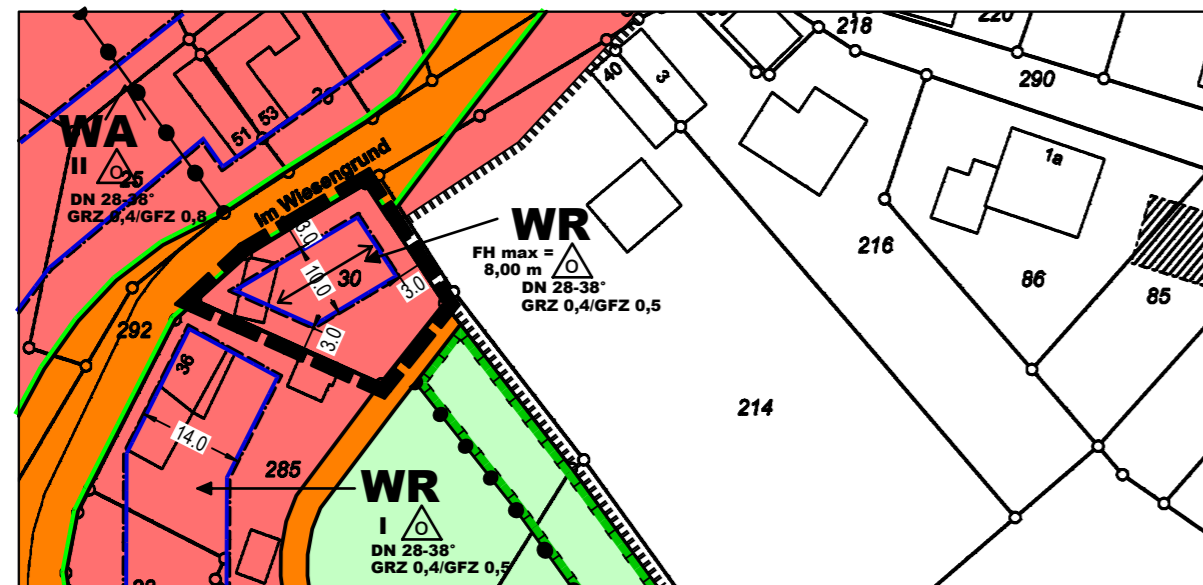 218
220
290
40
3
1a
51
53
WA
II
O
25
DN 28-38°
GRZ 0,4/GFZ 0,8
Im Wiesengrund
WR
FH max =
8,00 m
O
DN 28-38°
GRZ 0,4/GFZ 0,5
3.0
10.0
30
3.0
3.0
216
86
85
292
36
14.0
214
285
WR
I
O
DN 28-38°
GRZ 0,4/GFZ 0,5